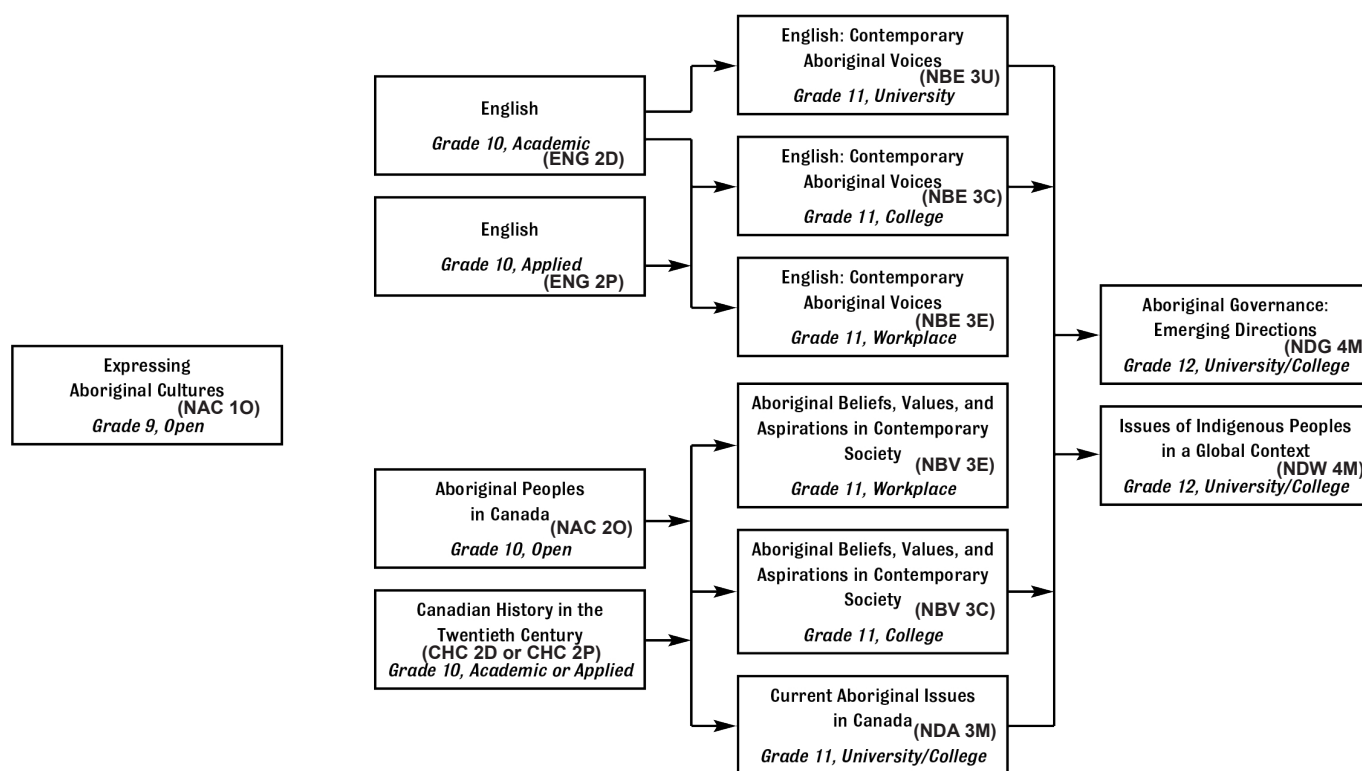 English: Contemporary
Aboriginal Voices
(NBE 3U)
Grade 11, University
English
Grade 10, Academic
(ENG 2D)
English: Contemporary
Aboriginal Voices
(NBE 3C)
Grade 11, College
English
Grade 10, Applied
(ENG 2P)
English: Contemporary
Aboriginal Voices
(NBE 3E)
Grade 11, Workplace
Aboriginal Governance:
Emerging Directions
(NDG 4M
Grade 12, University/College
Expressing
Aboriginal Cultures
(NAC 1O)
Grade 9, Open
Aboriginal Beliefs, Values, and
Aspirations in Contemporary
Society
(NBV 3E)
Grade 11, Workplace
Issues of Indigenous Peoples
in a Global Context
(NDW 4M)
Grade 12, University/College
Aboriginal Peoples
in Canada
(NAC 2O)
Grade 10, Open
Aboriginal Beliefs, Values, and
Aspirations in Contemporary
Society
(NBV 3C)
Grade 11, College
Canadian History in the
Twentieth Century
(CHC 2D or CHC 2P)
Grade 10, Academic or Applied
Current Aboriginal Issues
in Canada
(NDA 3M)
Grade 11, University/College